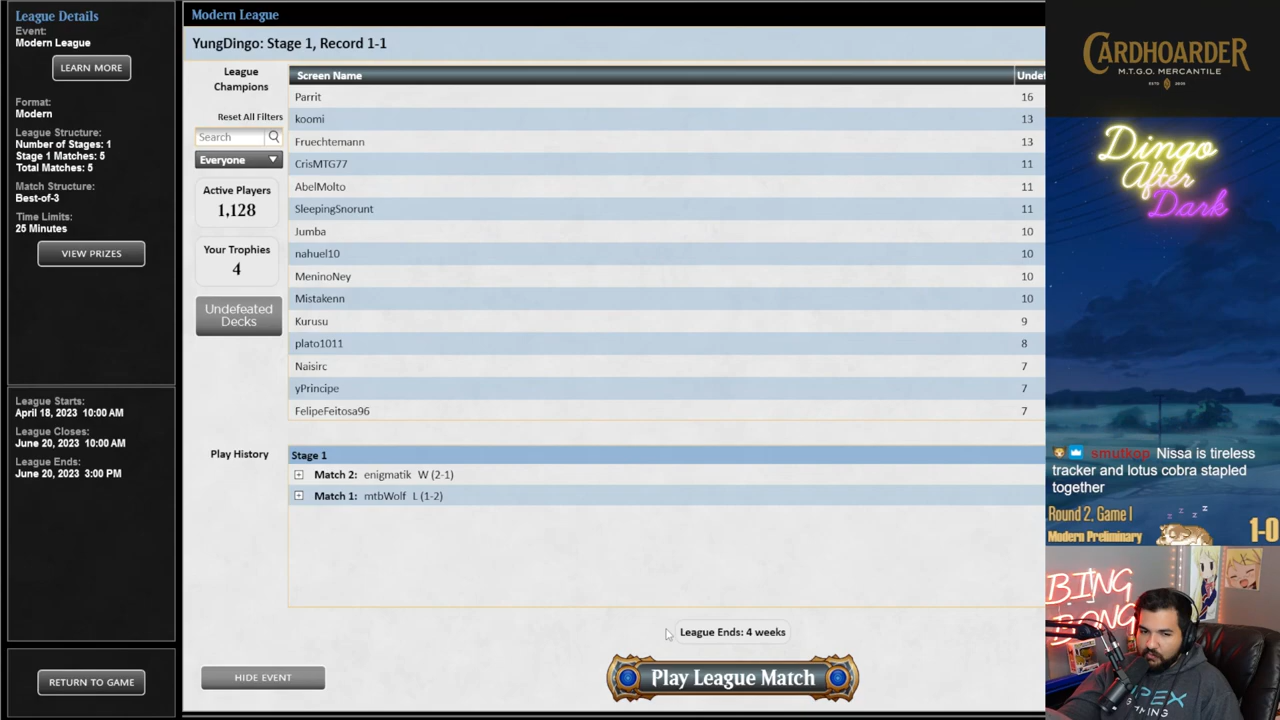 League Details
Event:
Modern League
LEARN MORE
Format:
Modern
League Structure:
Number of Stages: 1
Stage 1 Matches: 5
Total Matches: 5
Match Structure:
Best-of-3
Time Limits:
25 Minutes
VIEW PRIZES
League Starts:
April 18, 2023 10:00 AM
League Closes:
June 20, 2023 10:00 AM
League Ends:
June 20, 2023 3:00 PM
RETURN TO GAME
Modern League
YungDingo: Stage 1, Record 1-1
League
Champions
Reset All Filters
Search
Everyone
Active Players
1,128
Your Trophies
4
Undefeated
Decks
Screen Name Undef
Parrit 16
koomi 13
Fruechtemann 13
CrisMTG77 11
AbelMolto 11
SleepingSnorunt 11
Jumba 10
nahuel10 10
MeninoNey 10
Mistakenn 10
Kurusu 9
plato1011 8
Naisirc 7
yPrincipe 7
FelipeFeitosa96 7
Play History
Stage 1
Match 2: enigmatik W (2-1)
Match 1: mtbWolf L (1-2)
League Ends: 4 weeks
HIDE EVENT
Play League Match
CARDHOARDER
M.T.G.O. MERCANTILE
Dingo
After
Dark
smutkop Nissa is tireless
tracker and lotus cobra stapled
together
Round 2, Game 1
Modern Preliminary
1-0
BING
BONG
APEX
GAMING